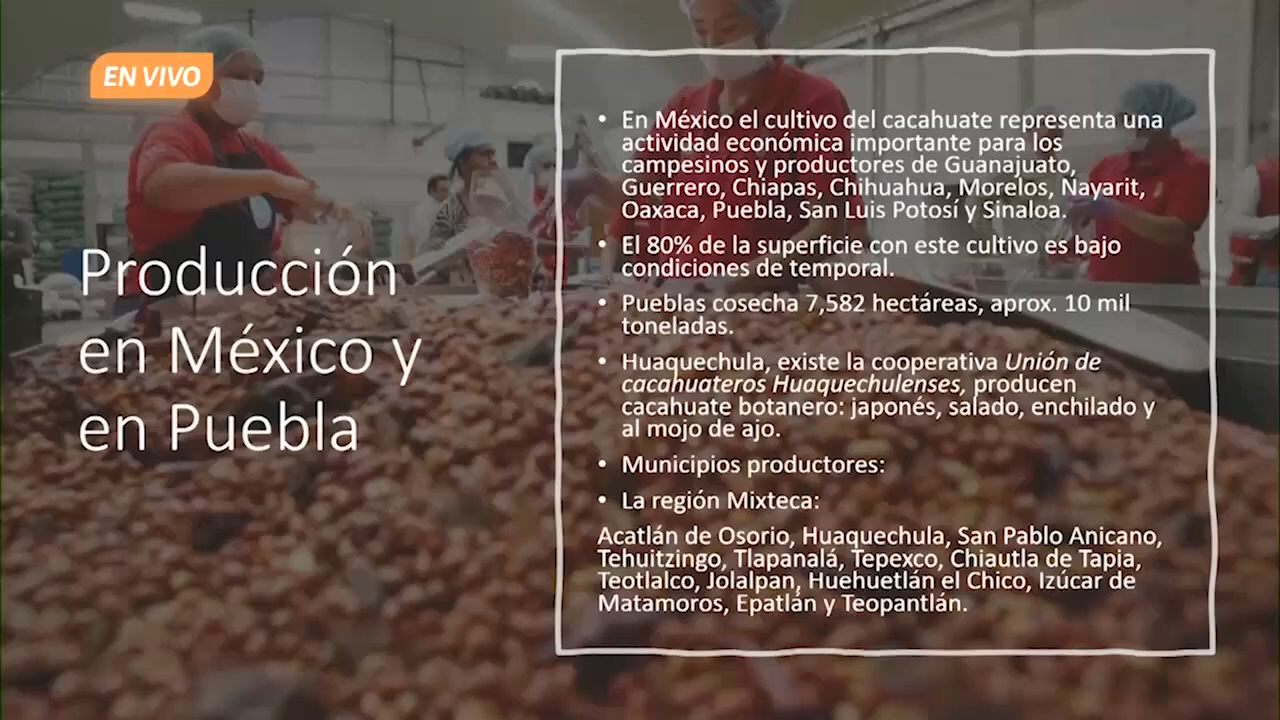 EN VIVO
Producción
en México y
en Puebla
• En México el cultivo del cacahuate representa una
actividad económica importante para los
campesinos y productores de Guanajuato,
Guerrero, Chiapas, Chihuahua, Morelos, Nayarit,
Oaxaca, Puebla, San Luis Potosí y Sinaloa.
• El 80% de la superficie con este cultivo es bajo
condiciones de temporal.
• Pueblas cosecha 7,582 hectáreas, aprox. 10 mil
toneladas.
• Huaquechula, existe la cooperativa Unión de
cacahuateros Huaquechulenses, producen
cacahuate botanero: japonés, salado, enchilado y
al mojo de ajo.
• Municipios productores:
• La región Mixteca:
Acatlán de Osorio, Huaquechula, San Pablo Anicano,
Tehuitzingo, Tlapanalá, Tepexco, Chiautla de Tapia,
Teotlalco, Jolalpan, Huehuetlán el Chico, Izúcar de
Matamoros, Epatlán y Teopantlán.